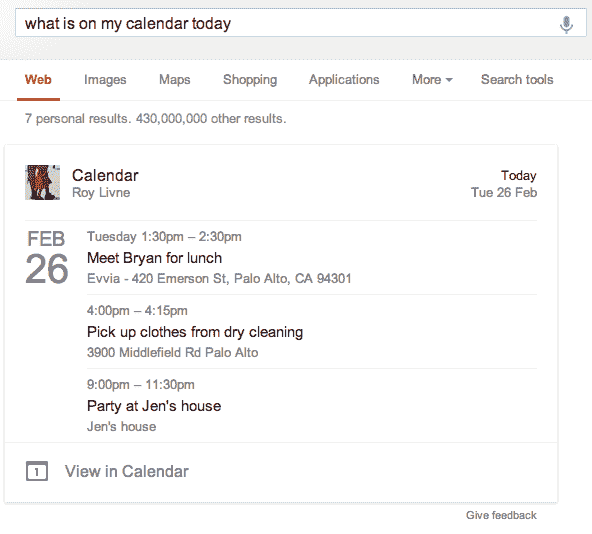 what is on my calendar today
Web Images Maps Shopping Applications More Search tools
7 personal results. 430,000,000 other results.
Calendar Today
Roy Livne Tue 26 Feb
FEB
26
Tuesday 1:30pm – 2:30pm
Meet Bryan for lunch
Evvia - 420 Emerson St, Palo Alto, CA 94301
4:00pm – 4:15pm
Pick up clothes from dry cleaning
3900 Middlefield Rd Palo Alto
9:00pm – 11:30pm
Party at Jen's house
Jen's house
1 View in Calendar
Give feedback